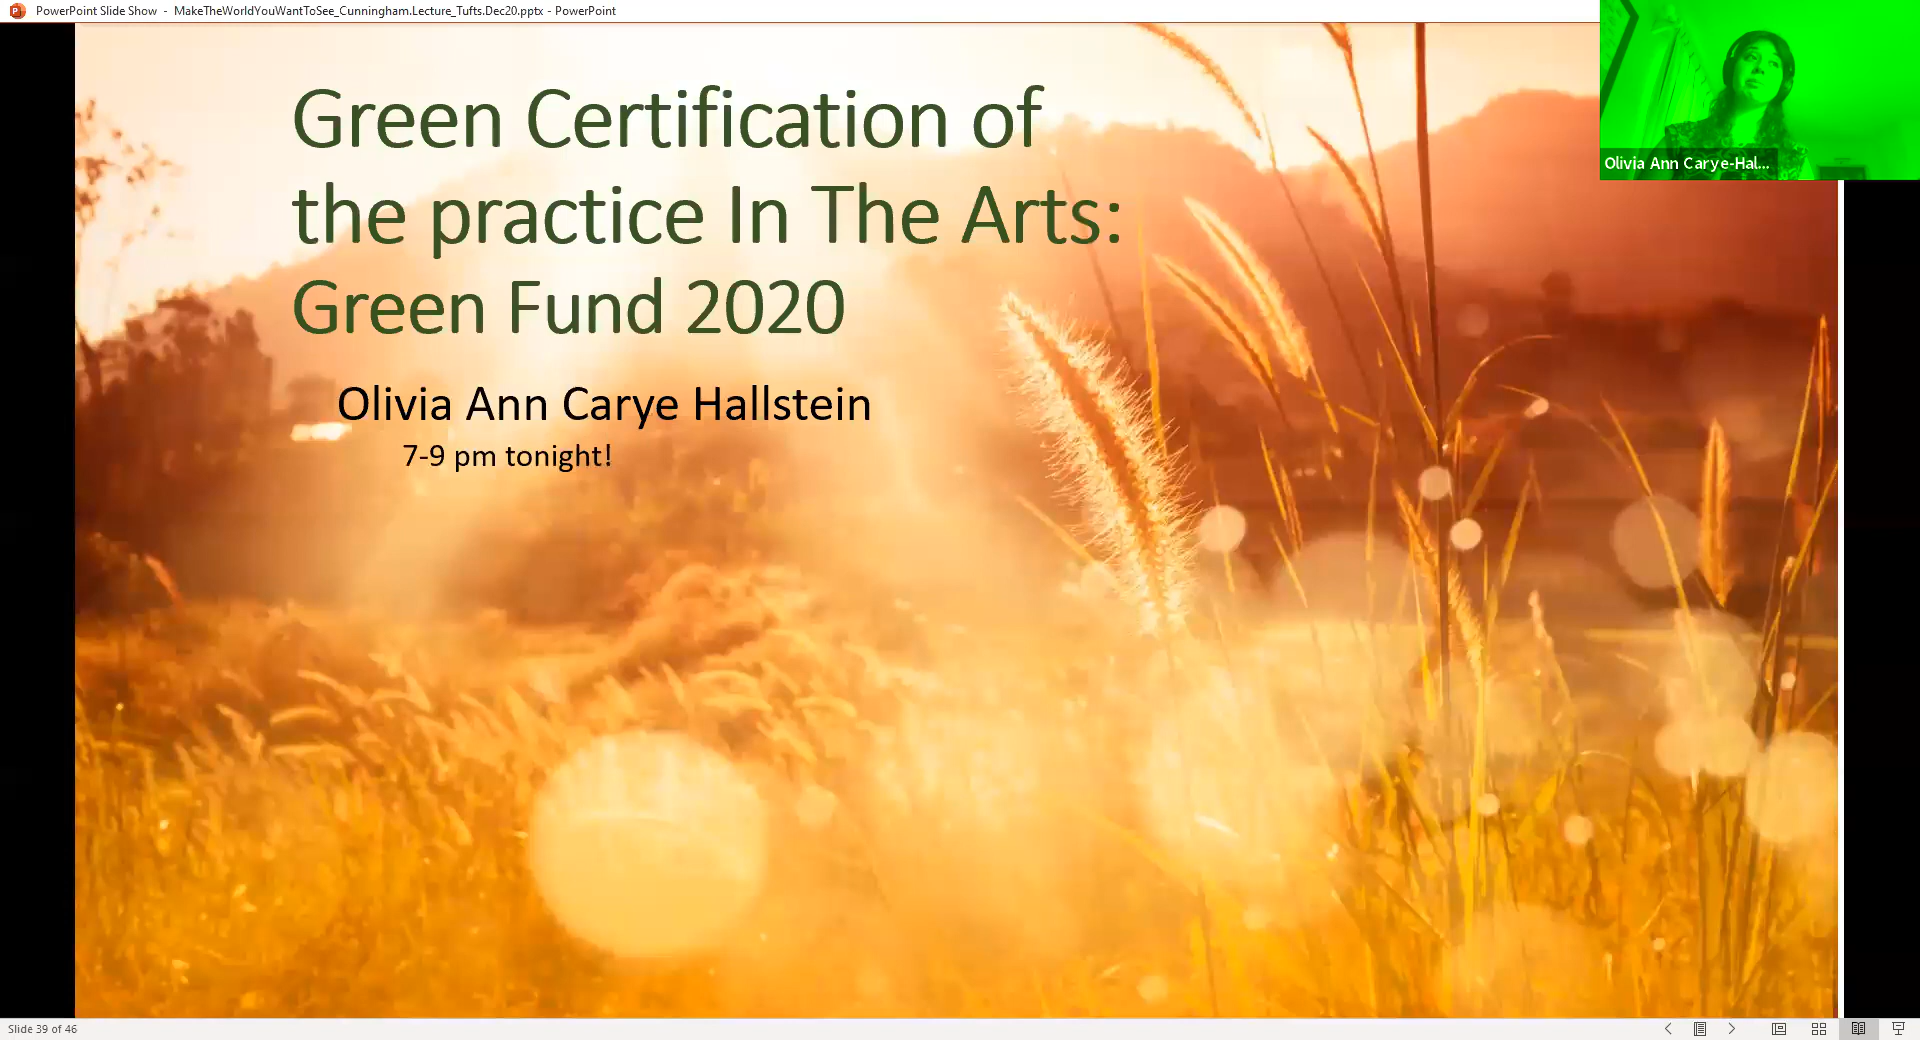 PowerPoint Slide Show - MakeTheWorldYouWantToSee_Cunningham.Lecture_Tufts.Dec20.pptx - PowerPoint
Green Certification of
the practice In The Arts:
Green Fund 2020
Olivia Ann Carye Hallstein
7-9 pm tonight!
Olivia Ann Carye-Hal...
Slide 39 of 46